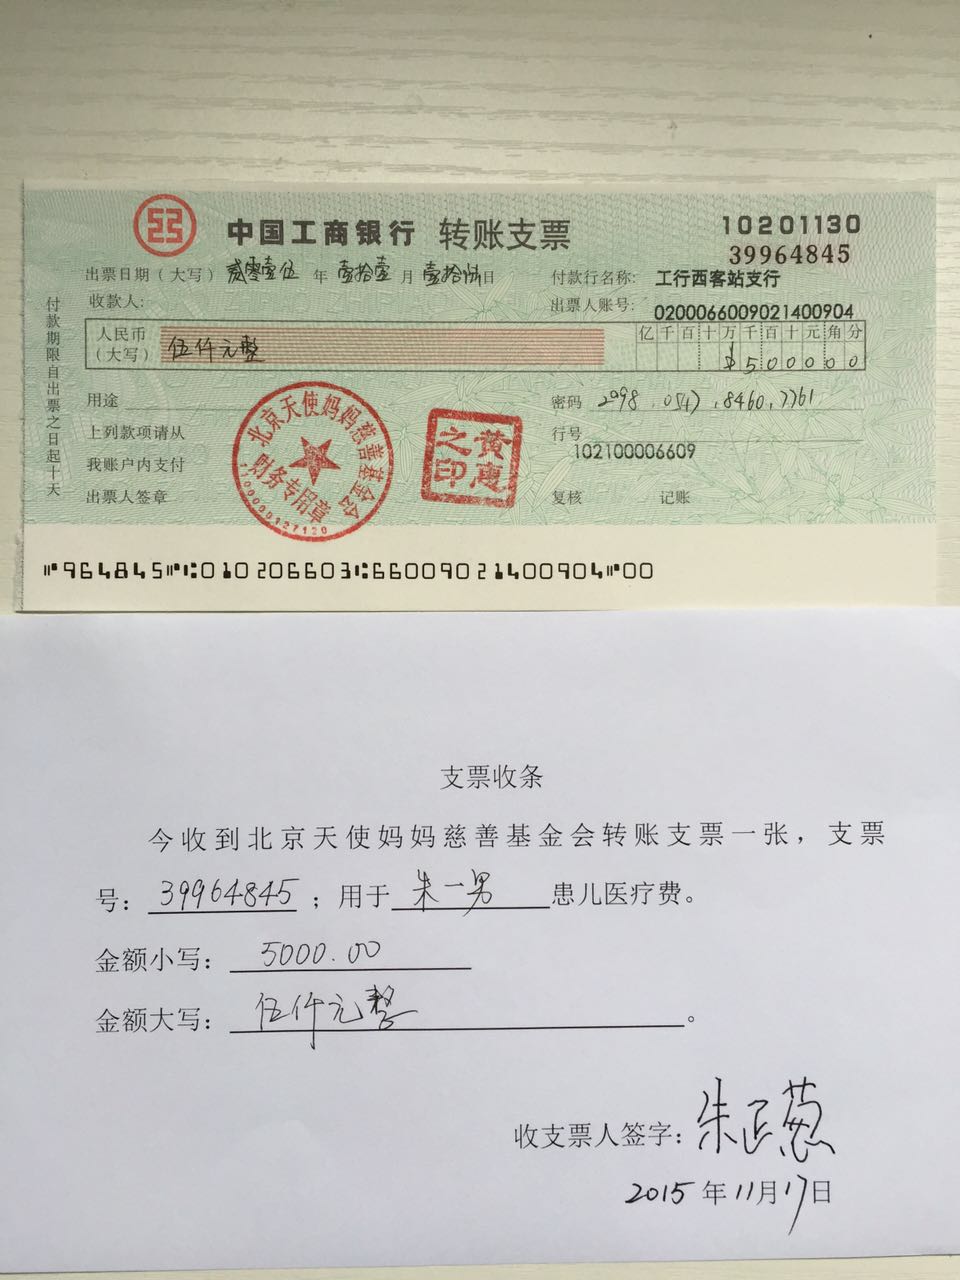 中国工商银行 转账支票
10201130
39964845
出票日期（大写） 贰零壹伍 年 壹拾壹 月 壹拾 日
付款行名称： 工行西客站支行
收款人：
出票人账号： 0200066009021400904
人民币（大写） 伍仟元整
亿千百十万千百十元角分
¥500000
用途
密码 2098 . 0547 . 8460 . 7761
上列款项请从
行号
102100006609
我账户内支付
出票人签章
复核 记账
付款期限自出票之日起十天
北京天使妈妈慈善基金会
财务专用章
1100000127120
黄惠之印
⑈964845⑈⑆010206603⑆66009021400904⑈00
支票收条
今收到北京天使妈妈慈善基金会转账支票一张，支票
号：39964845；用于朱一男患儿医疗费。
金额小写：5000.00
金额大写：伍仟元整。
收支票人签字：朱正
2015年11月17日